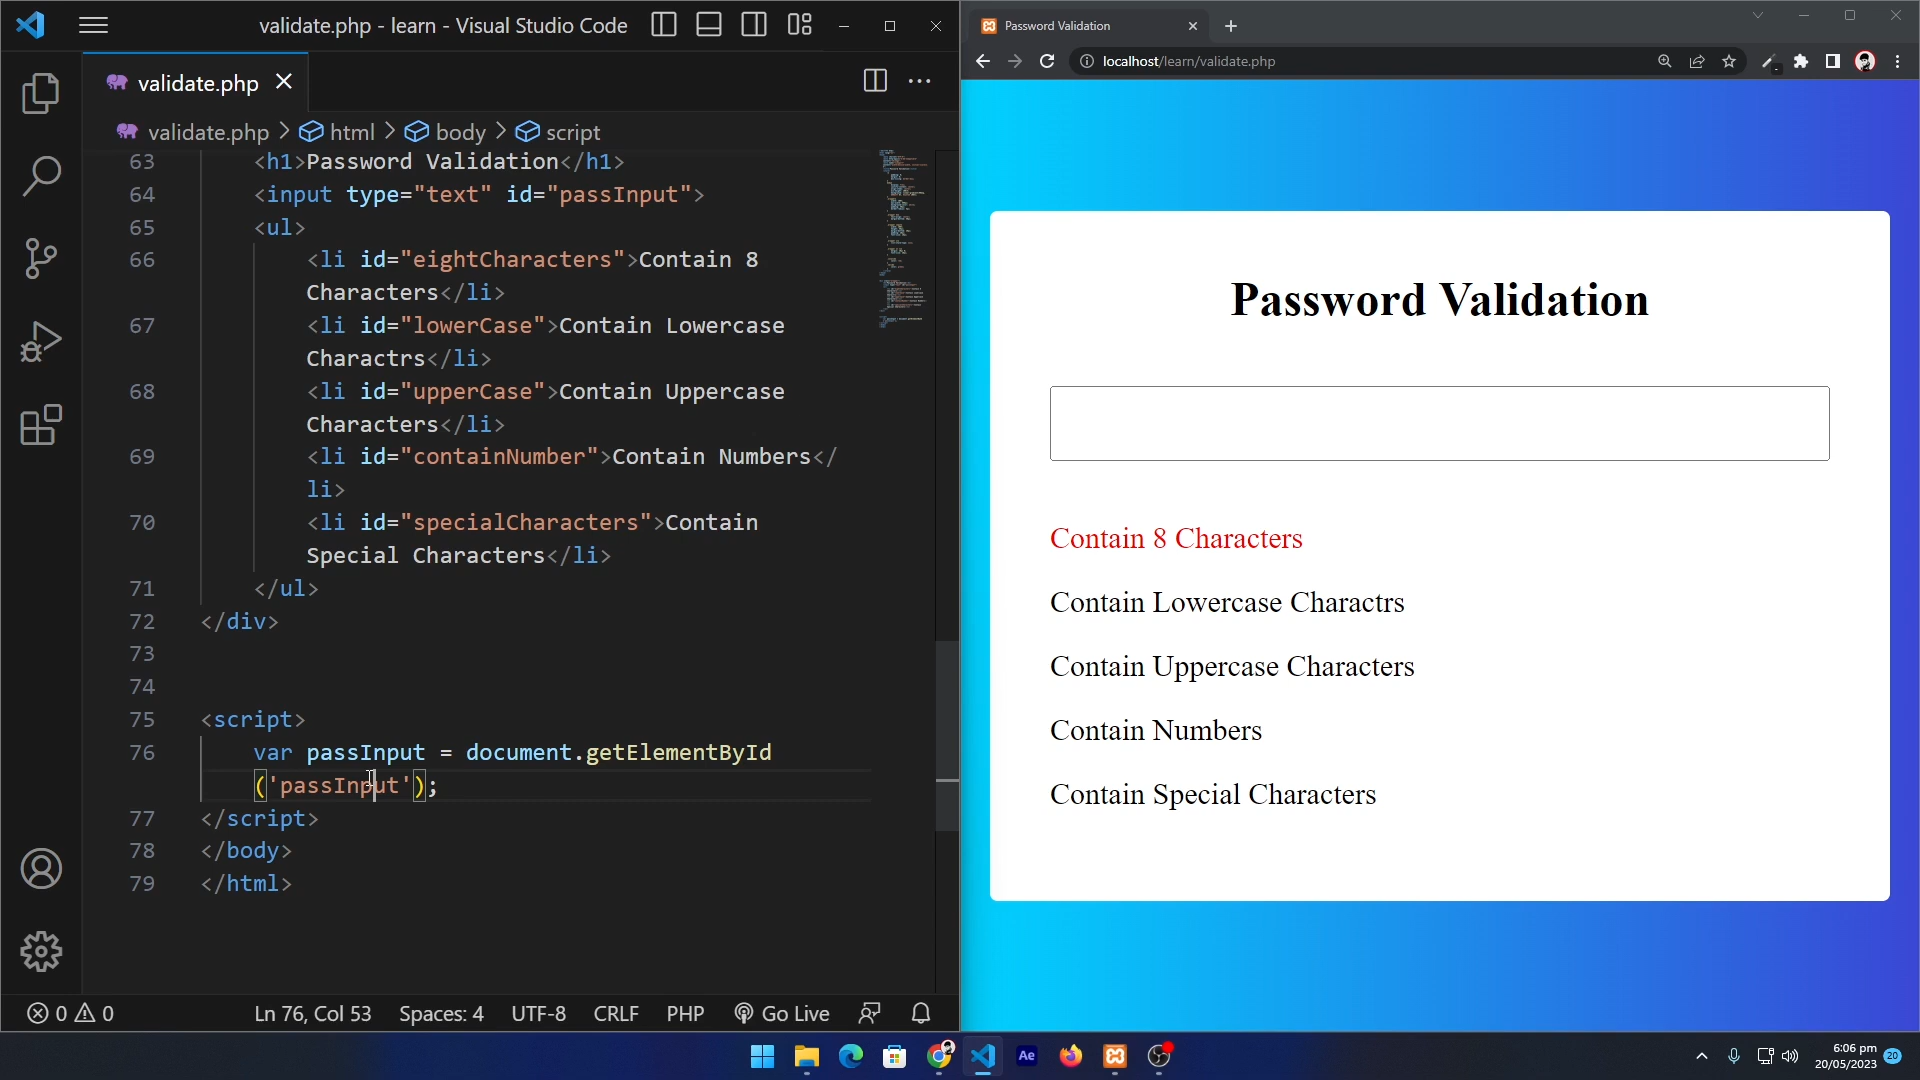 validate.php - learn - Visual Studio Code
validate.php
validate.php > html > body > script
63 <h1>Password Validation</h1>
64 <input type="text" id="passInput">
65 <ul>
66 <li id="eightCharacters">Contain 8
Characters</li>
67 <li id="lowerCase">Contain Lowercase
Charactrs</li>
68 <li id="upperCase">Contain Uppercase
Characters</li>
69 <li id="containNumber">Contain Numbers</
li>
70 <li id="specialCharacters">Contain
Special Characters</li>
71 </ul>
72 </div>
73
74
75 <script>
76 var passInput = document.getElementById
('passInput');
77 </script>
78 </body>
79 </html>
0 0 Ln 76, Col 53 Spaces: 4 UTF-8 CRLF PHP Go Live
Password Validation
localhost/learn/validate.php
Password Validation
Contain 8 Characters
Contain Lowercase Charactrs
Contain Uppercase Characters
Contain Numbers
Contain Special Characters
Ae
6:06 pm
20/05/2023
20